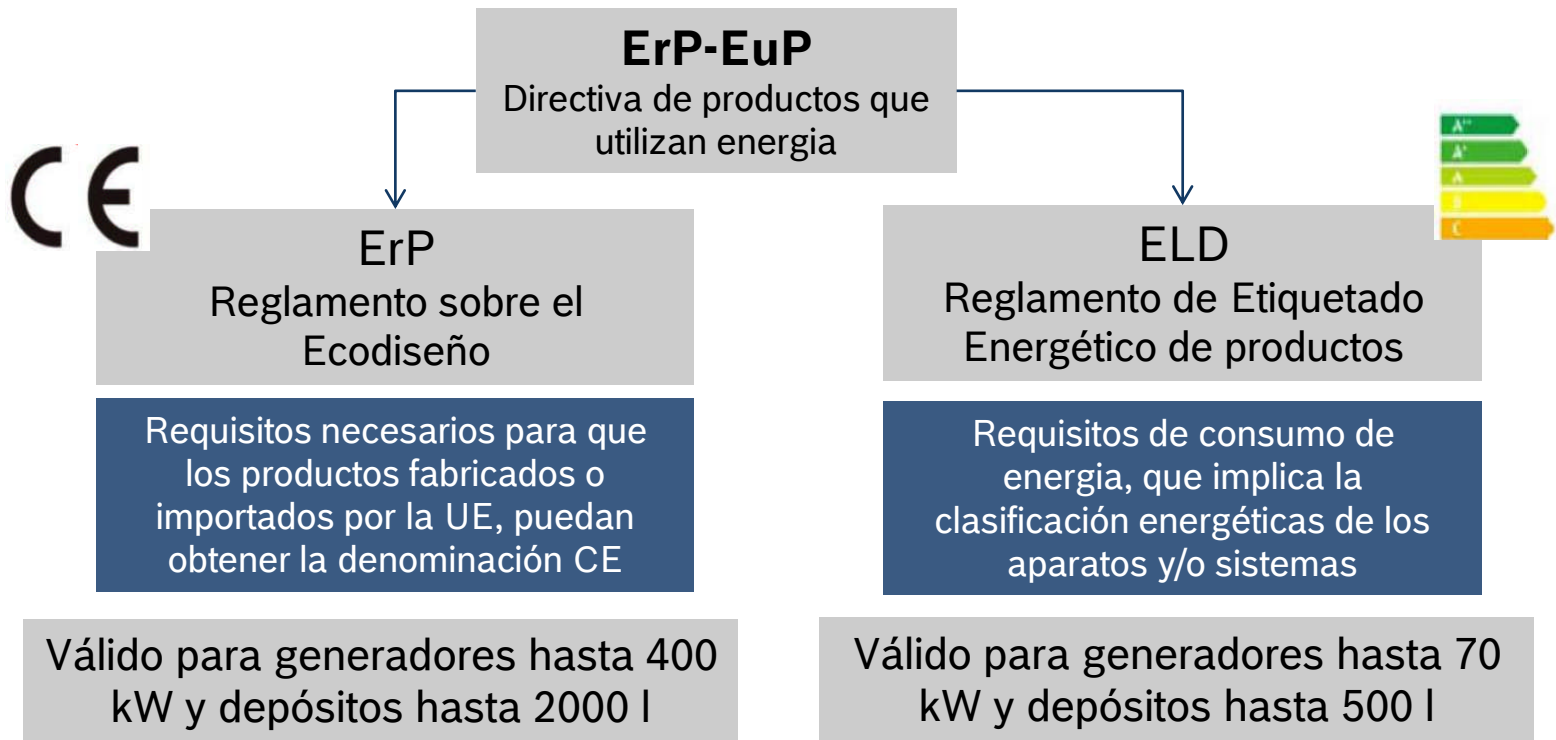 ErP-EuP
Directiva de productos que
utilizan energia
CE
A++
A+
A
B
C
ErP
Reglamento sobre el
Ecodiseño
ELD
Reglamento de Etiquetado
Energético de productos
Requisitos necesarios para que
los productos fabricados o
importados por la UE, puedan
obtener la denominación CE
Requisitos de consumo de
energia, que implica la
clasificación energéticas de los
aparatos y/o sistemas
Válido para generadores hasta 400
kW y depósitos hasta 2000 l
Válido para generadores hasta 70
kW y depósitos hasta 500 l